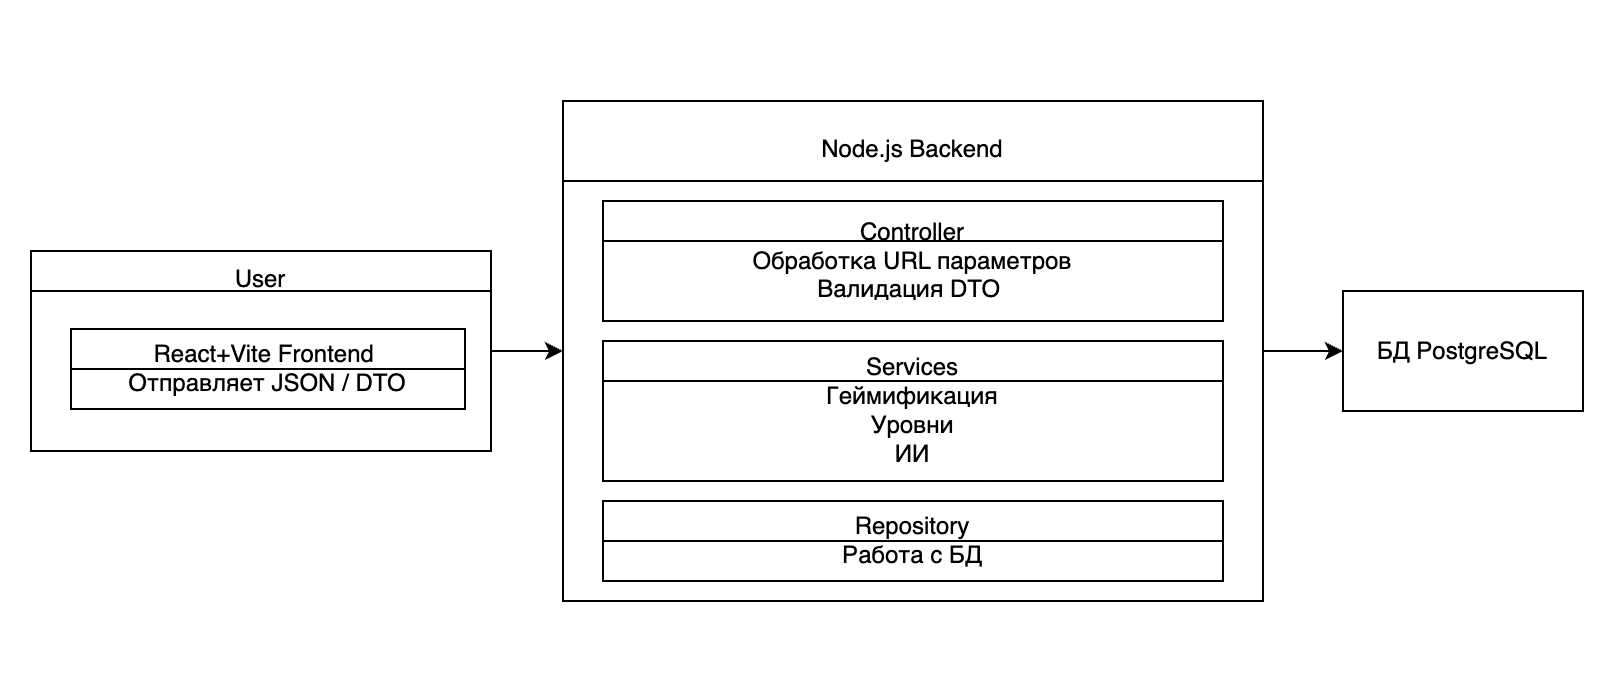 User
React+Vite Frontend
Отправляет JSON / DTO
Node.js Backend
Controller
Обработка URL параметров
Валидация DTO
Services
Геймификация
Уровни
ИИ
Repository
Работа с БД
БД PostgreSQL